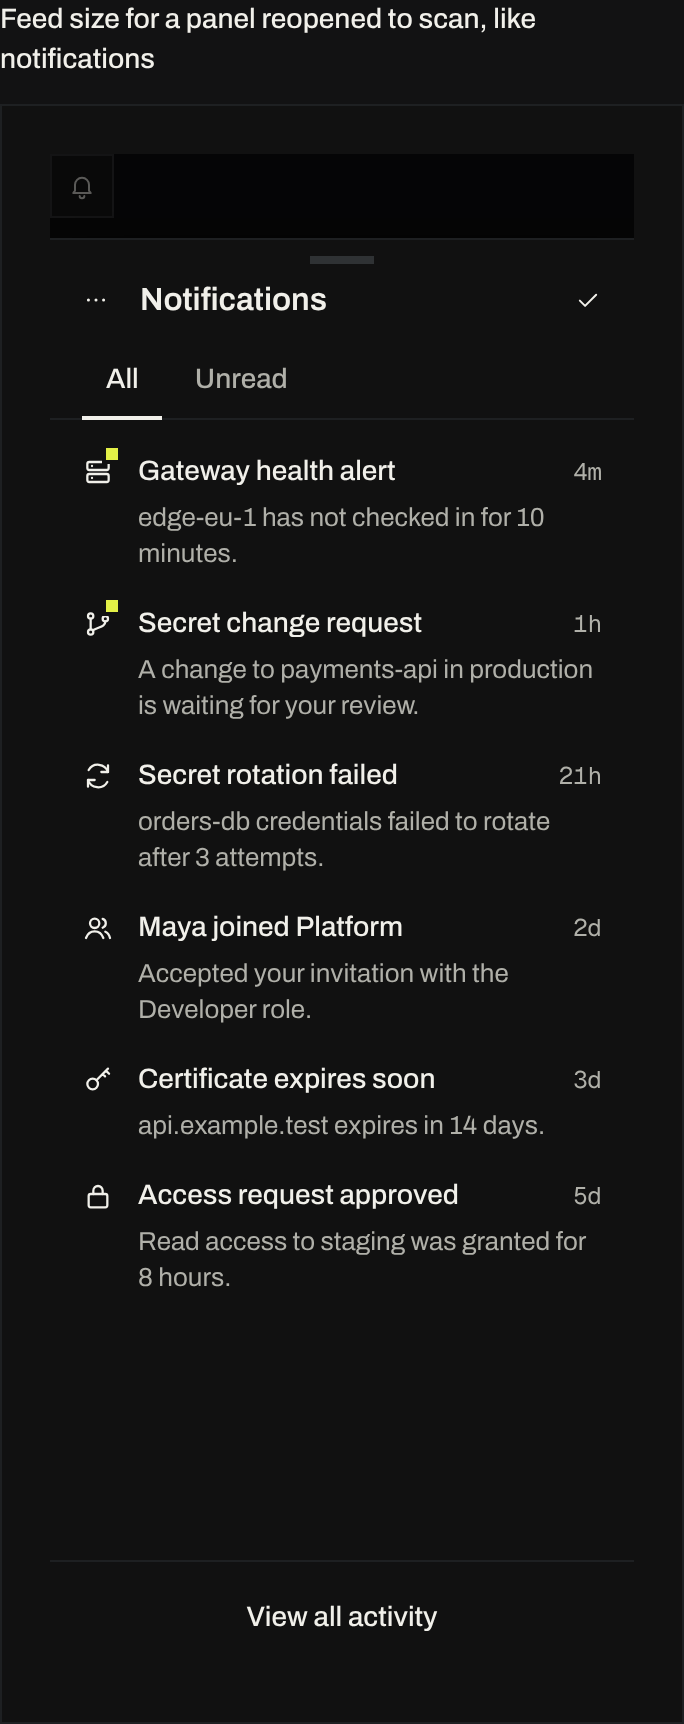 Feed size for a panel reopened to scan, like
notifications
Notifications
All
Unread
Gateway health alert
4m
edge-eu-1 has not checked in for 10
minutes.
Secret change request
1h
A change to payments-api in production
is waiting for your review.
Secret rotation failed
21h
orders-db credentials failed to rotate
after 3 attempts.
Maya joined Platform
2d
Accepted your invitation with the
Developer role.
Certificate expires soon
3d
api.example.test expires in 14 days.
Access request approved
5d
Read access to staging was granted for
8 hours.
View all activity